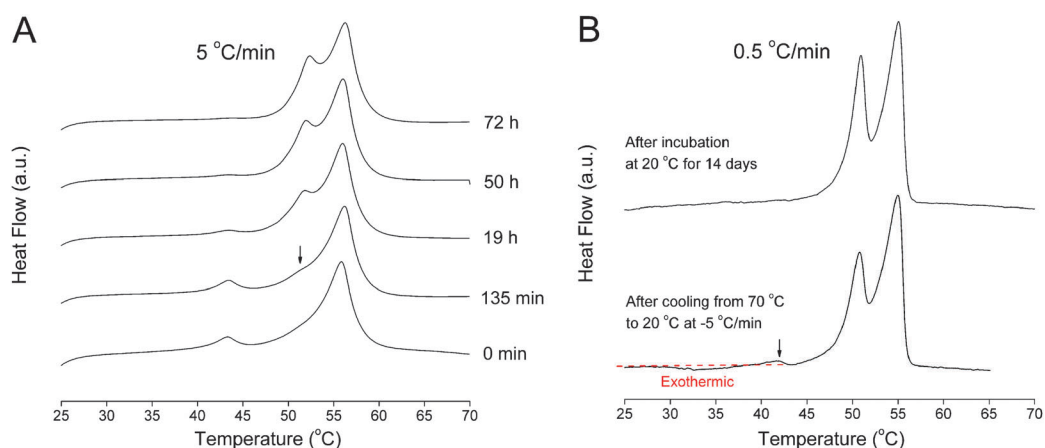 A
5 °C/min
72 h
50 h
19 h
135 min
0 min
Heat Flow (a.u.)
25 30 35 40 45 50 55 60 65 70
Temperature (°C)
B
0.5 °C/min
After incubation
at 20 °C for 14 days
After cooling from 70 °C
to 20 °C at -5 °C/min
Exothermic
Heat Flow (a.u.)
25 30 35 40 45 50 55 60 65 70
Temperature (°C)